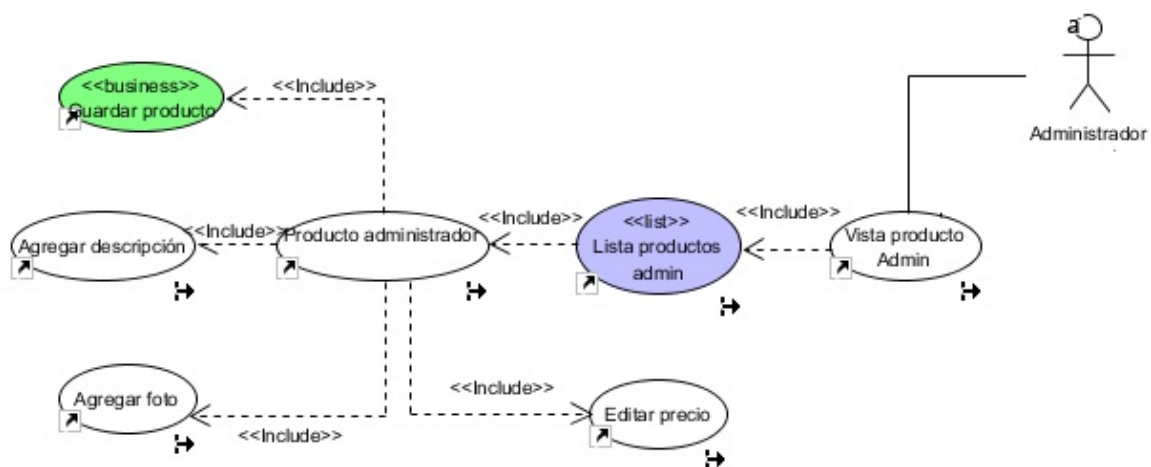 a
Administrador
<<business>>
Guardar producto
<<Include>>
Agregar descripción
<<Include>>
Producto administrador
<<Include>>
<<list>>
Lista productos
admin
<<Include>>
Vista producto
Admin
Agregar foto
<<Include>>
<<Include>>
Editar precio